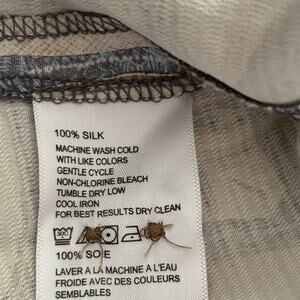 100% SILK
MACHINE WASH COLD
WITH LIKE COLORS
GENTLE CYCLE
NON-CHLORINE BLEACH
TUMBLE DRY LOW
COOL IRON
FOR BEST RESULTS DRY CLEAN
100% SOIE
LAVER A LA MACHINE A L'EAU
FROIDE AVEC DES COULEURS
SEMBLABLES